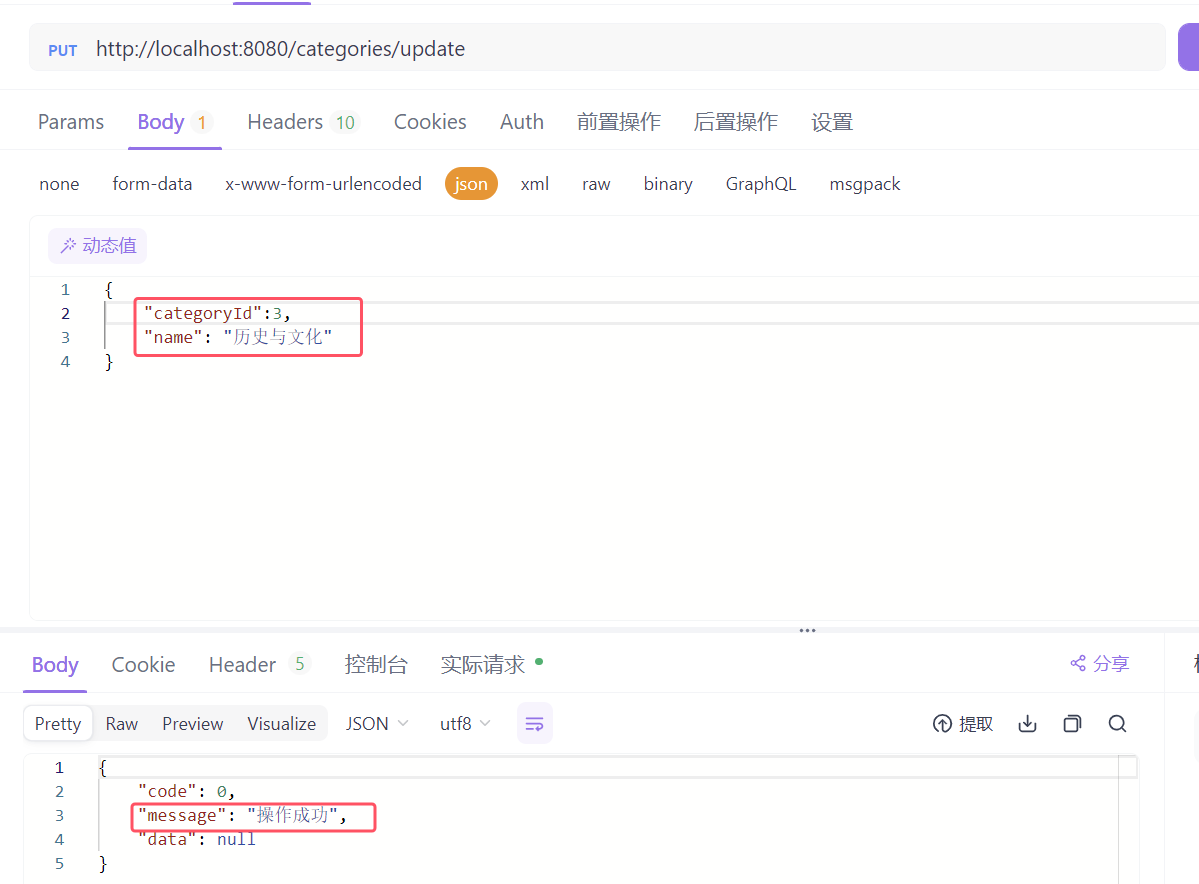 PUT http://localhost:8080/categories/update
Params Body 1 Headers 10 Cookies Auth 前置操作 后置操作 设置
none form-data x-www-form-urlencoded json xml raw binary GraphQL msgpack
动态值
1 {
2 "categoryId":3,
3 "name": "历史与文化"
4 }
Body Cookie Header 5 控制台 实际请求 分享
Pretty Raw Preview Visualize JSON utf8 提取
1 {
2 "code": 0,
3 "message": "操作成功",
4 "data": null
5 }